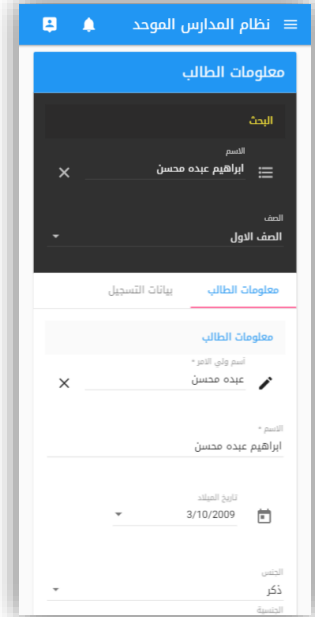 نظام المدارس الموحد
معلومات الطالب
البحث
الاسم
ابراهيم عبده محسن
الصف
الصف الاول
معلومات الطالب بيانات التسجيل
معلومات الطالب
أسم ولي الامر *
عبده محسن
الاسم *
ابراهيم عبده محسن
تاريخ الميلاد
3/10/2009
الجنس
ذكر
الجنسية